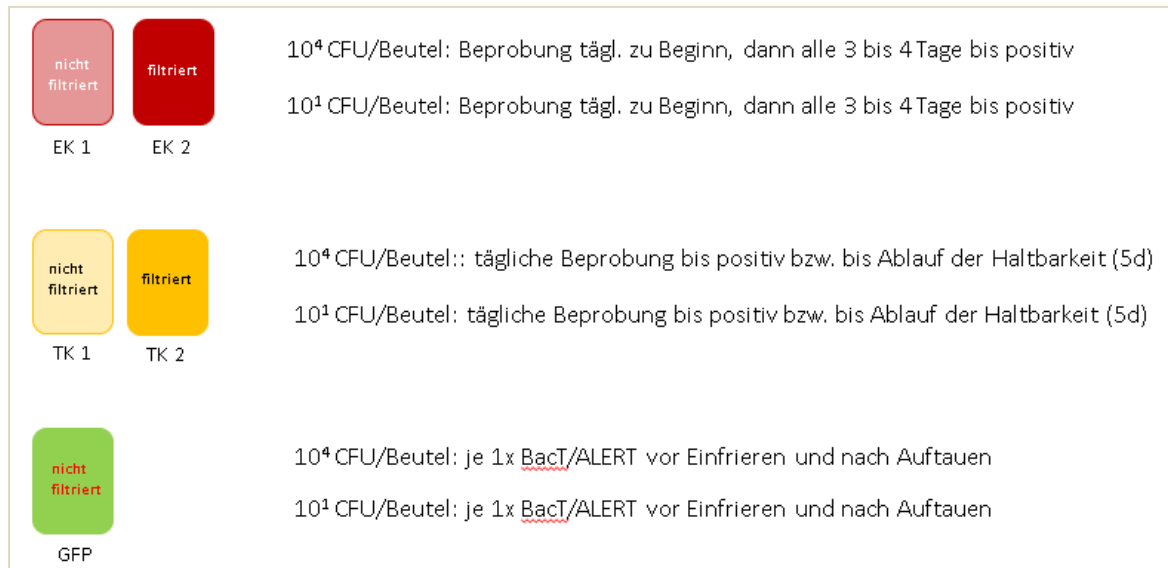 nicht
filtriert
filtriert
EK 1
EK 2
10⁴ CFU/Beutel: Beprobung tägl. zu Beginn, dann alle 3 bis 4 Tage bis positiv
10¹ CFU/Beutel: Beprobung tägl. zu Beginn, dann alle 3 bis 4 Tage bis positiv
nicht
filtriert
filtriert
TK 1
TK 2
10⁴ CFU/Beutel:: tägliche Beprobung bis positiv bzw. bis Ablauf der Haltbarkeit (5d)
10¹ CFU/Beutel: tägliche Beprobung bis positiv bzw. bis Ablauf der Haltbarkeit (5d)
nicht
filtriert
GFP
10⁴ CFU/Beutel: je 1x BacT/ALERT vor Einfrieren und nach Auftauen
10¹ CFU/Beutel: je 1x BacT/ALERT vor Einfrieren und nach Auftauen